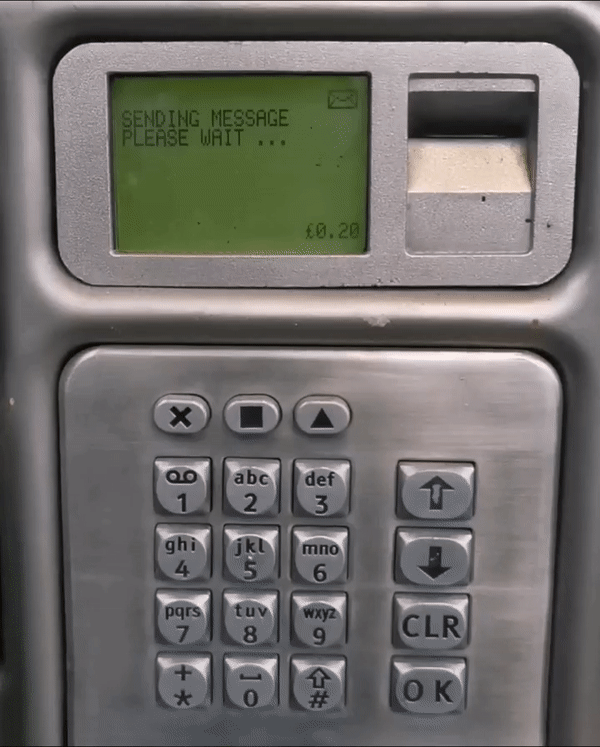 SENDING MESSAGE
PLEASE WAIT ...
£0.20
1
abc
2
def
3
ghi
4
jkl
5
mno
6
pqrs
7
tuv
8
wxyz
9
CLR
+
*
0
#
OK